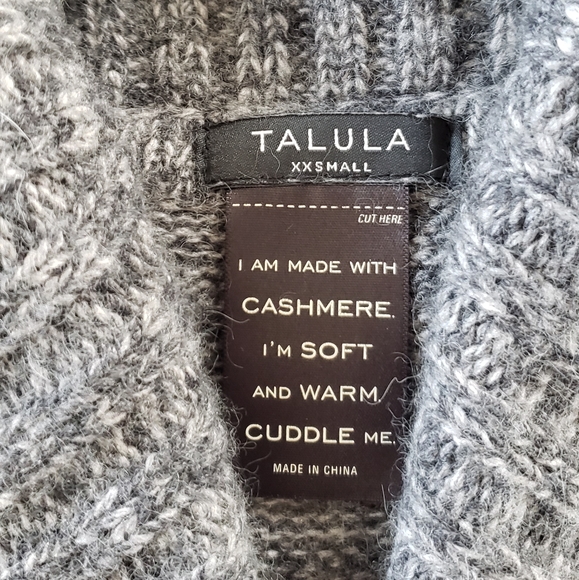 TALULA
XXSMALL
CUT HERE
I AM MADE WITH
CASHMERE.
I'M SOFT
AND WARM.
CUDDLE ME.
MADE IN CHINA